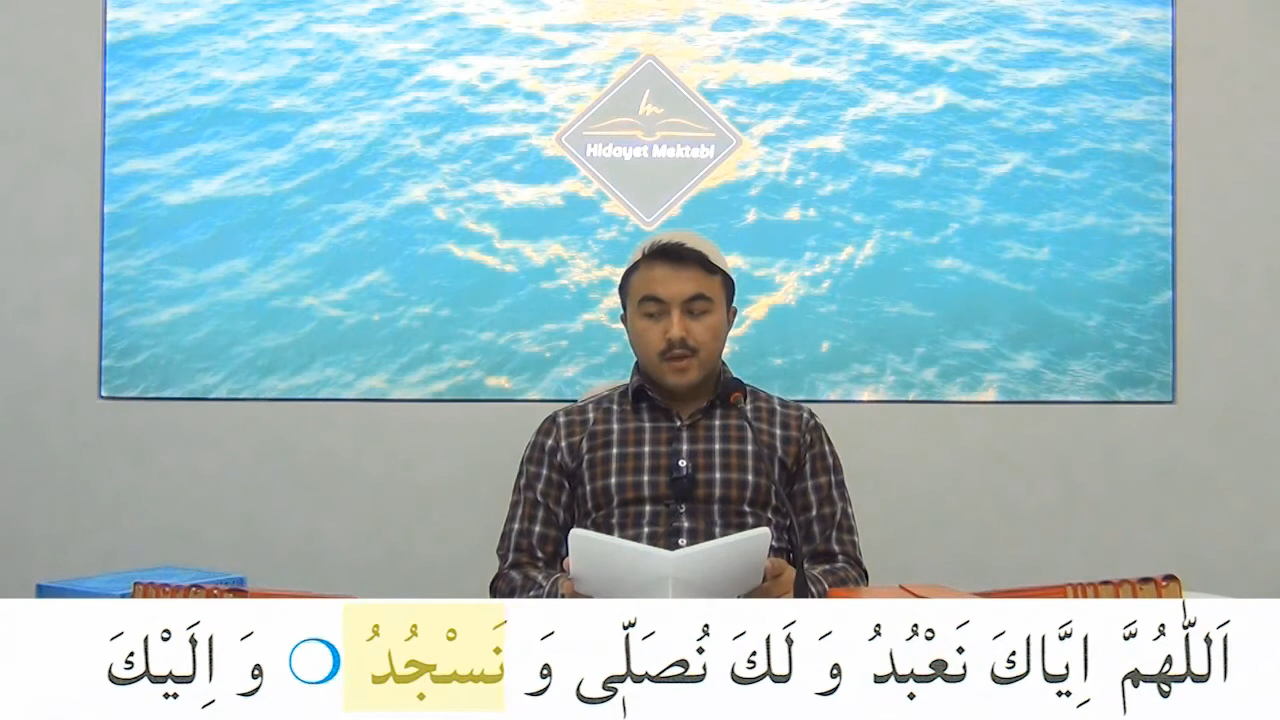 Hidayet Mektebi
اَللّٰهُمَّ اِيَّاكَ نَعْبُدُ وَ لَكَ نُصَلّ۪ى وَ نَسْجُدُ ❍ وَ اِلَيْكَ